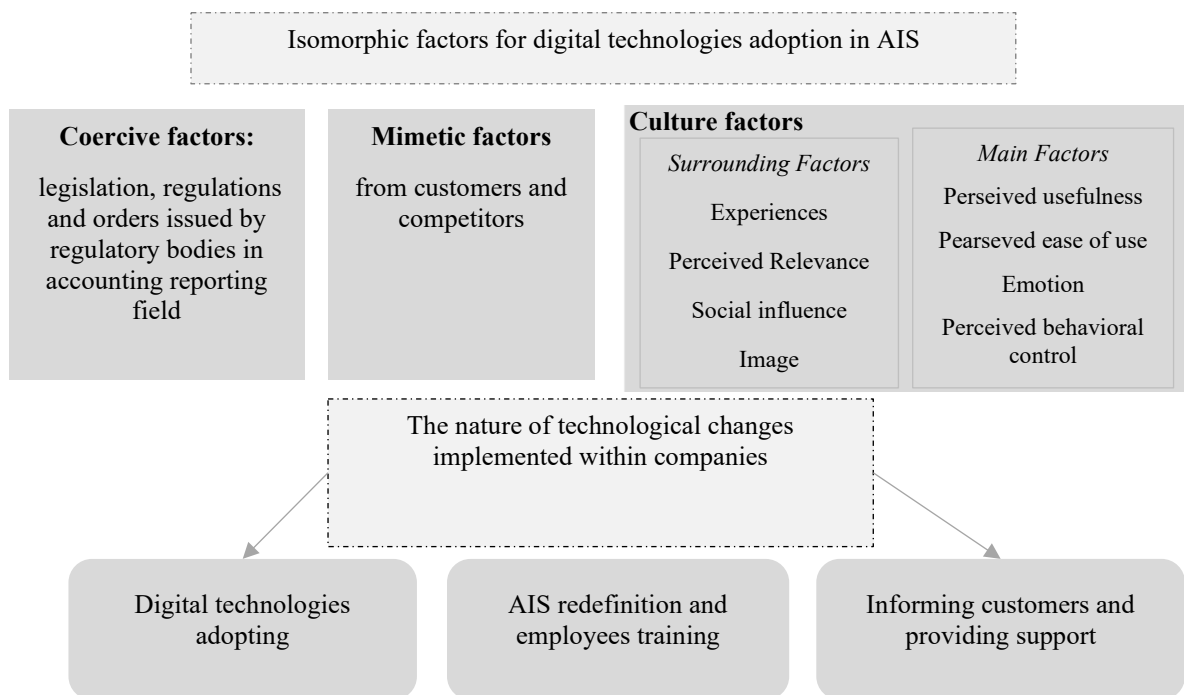 Isomorphic factors for digital technologies adoption in AIS
Coercive factors:
legislation, regulations
and orders issued by
regulatory bodies in
accounting reporting
field
Mimetic factors
from customers and
competitors
Culture factors
Surrounding Factors
Experiences
Perceived Relevance
Social influence
Image
Main Factors
Perseived usefulness
Pearseved ease of use
Emotion
Perceived behavioral
control
The nature of technological changes
implemented within companies
Digital technologies
adopting
AIS redefinition and
employees training
Informing customers and
providing support